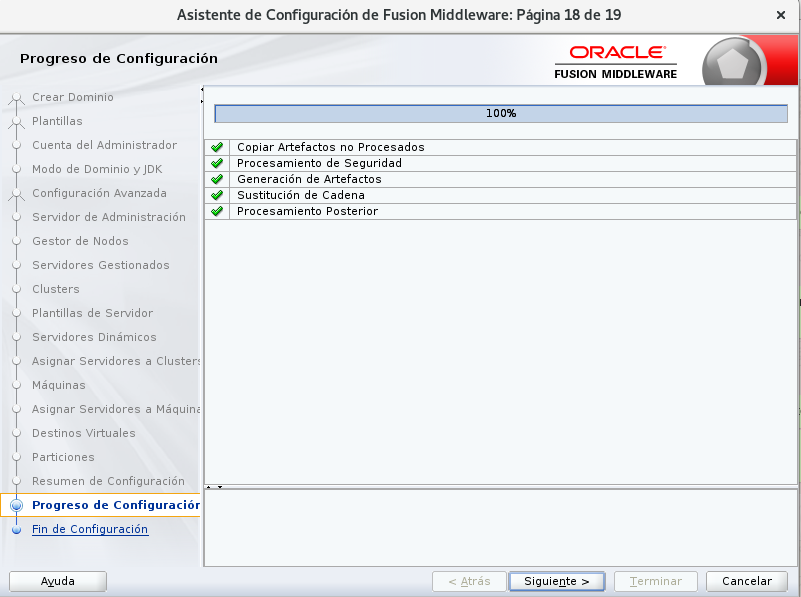 Asistente de Configuración de Fusion Middleware: Página 18 de 19
Progreso de Configuración
ORACLE
FUSION MIDDLEWARE
Crear Dominio
Plantillas
Cuenta del Administrador
Modo de Dominio y JDK
Configuración Avanzada
Servidor de Administración
Gestor de Nodos
Servidores Gestionados
Clusters
Plantillas de Servidor
Servidores Dinámicos
Asignar Servidores a Clusters
Máquinas
Asignar Servidores a Máquina
Destinos Virtuales
Particiones
Resumen de Configuración
Progreso de Configuración
Fin de Configuración
100%
Copiar Artefactos no Procesados
Procesamiento de Seguridad
Generación de Artefactos
Sustitución de Cadena
Procesamiento Posterior
Ayuda
< Atrás
Siguiente >
Terminar
Cancelar